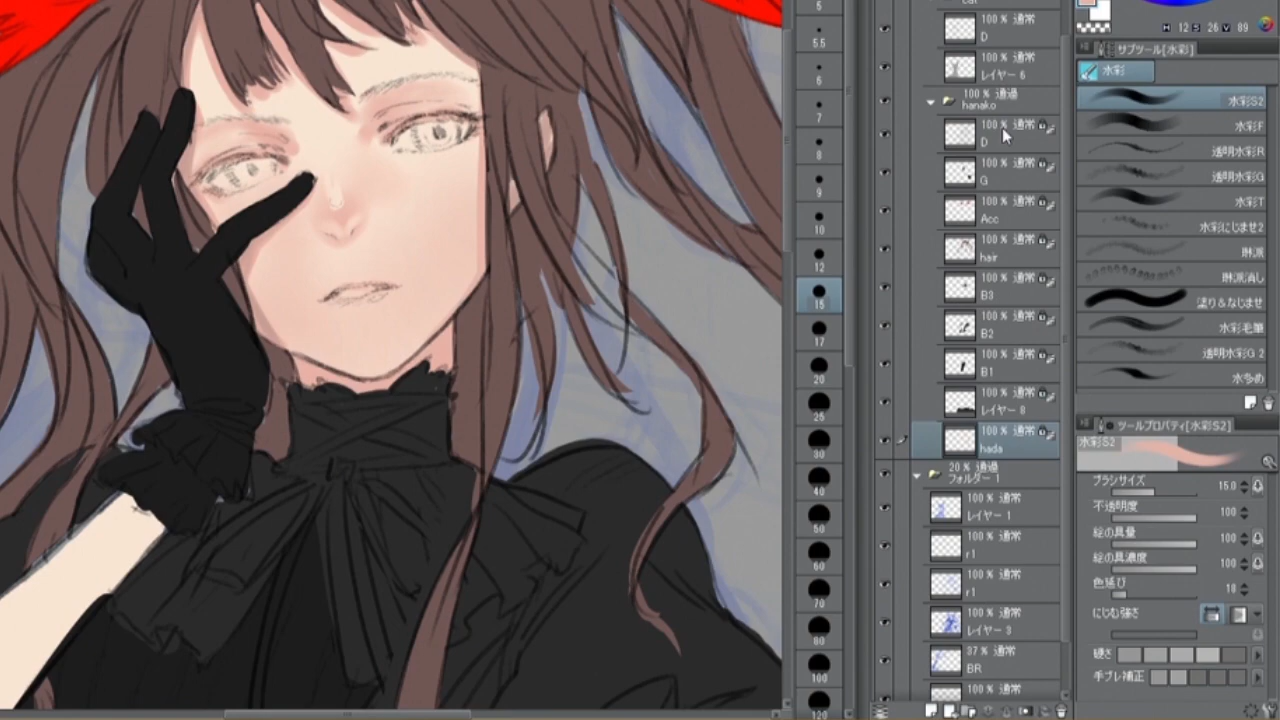 5
5.5
6
7
8
9
10
12
15
17
20
25
30
40
50
60
70
80
100
120
100 % 通常
D
100 % 通常
レイヤー 6
100 % 通過
hanako
100 % 通常
D
100 % 通常
G
100 % 通常
Acc
100 % 通常
hair
100 % 通常
B3
100 % 通常
B2
100 % 通常
B1
100 % 通常
レイヤー 8
100 % 通常
hada
20 % 通過
フォルダー 1
100 % 通常
レイヤー 1
100 % 通常
r1
100 % 通常
r1
100 % 通常
レイヤー 3
37 % 通常
BR
100 % 通常
H 12 S 26 V 89
サブツール[水彩]
水彩
水彩S2
水彩F
透明水彩R
透明水彩G
水彩T
水彩にじませ2
淋派
淋派消し
塗り&なじませ
水彩毛筆
透明水彩G 2
水多め
ツールプロパティ[水彩S2]
水彩S2
ブラシサイズ 15.0
不透明度 100
絵の具量 100
絵の具濃度 100
色延び 18
にじむ強さ
硬さ
手ブレ補正